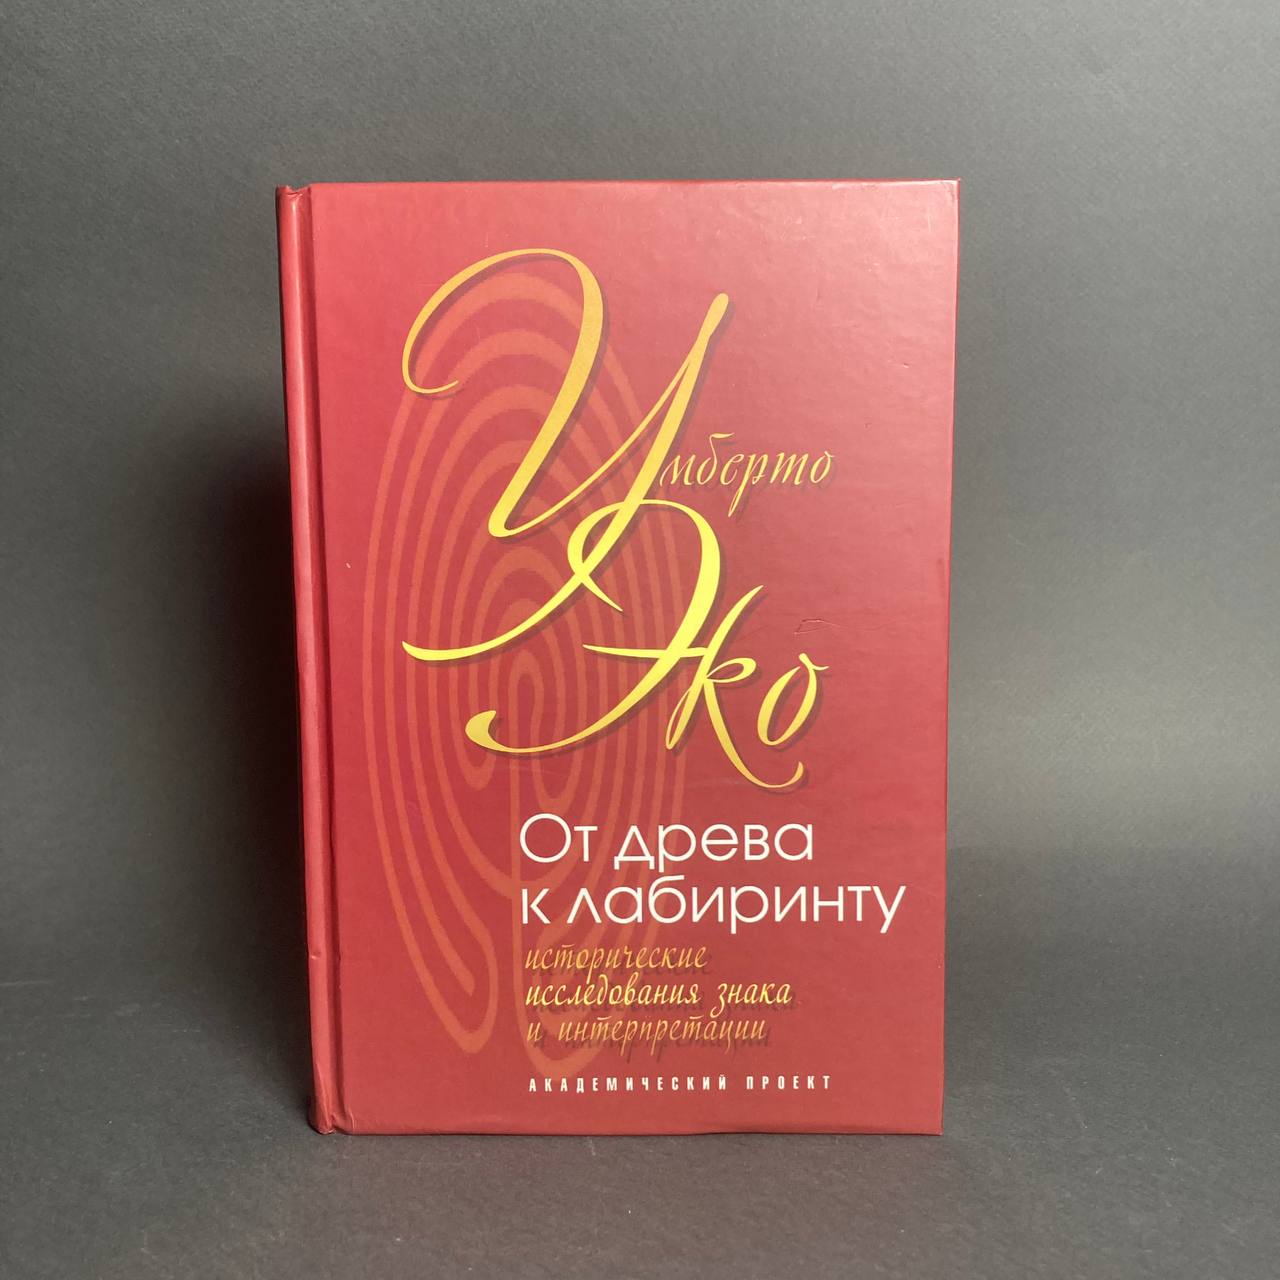 Умберто
Эко
От древа
к лабиринту
исторические
исследования знака
и интерпретации
АКАДЕМИЧЕСКИЙ ПРОЕКТ